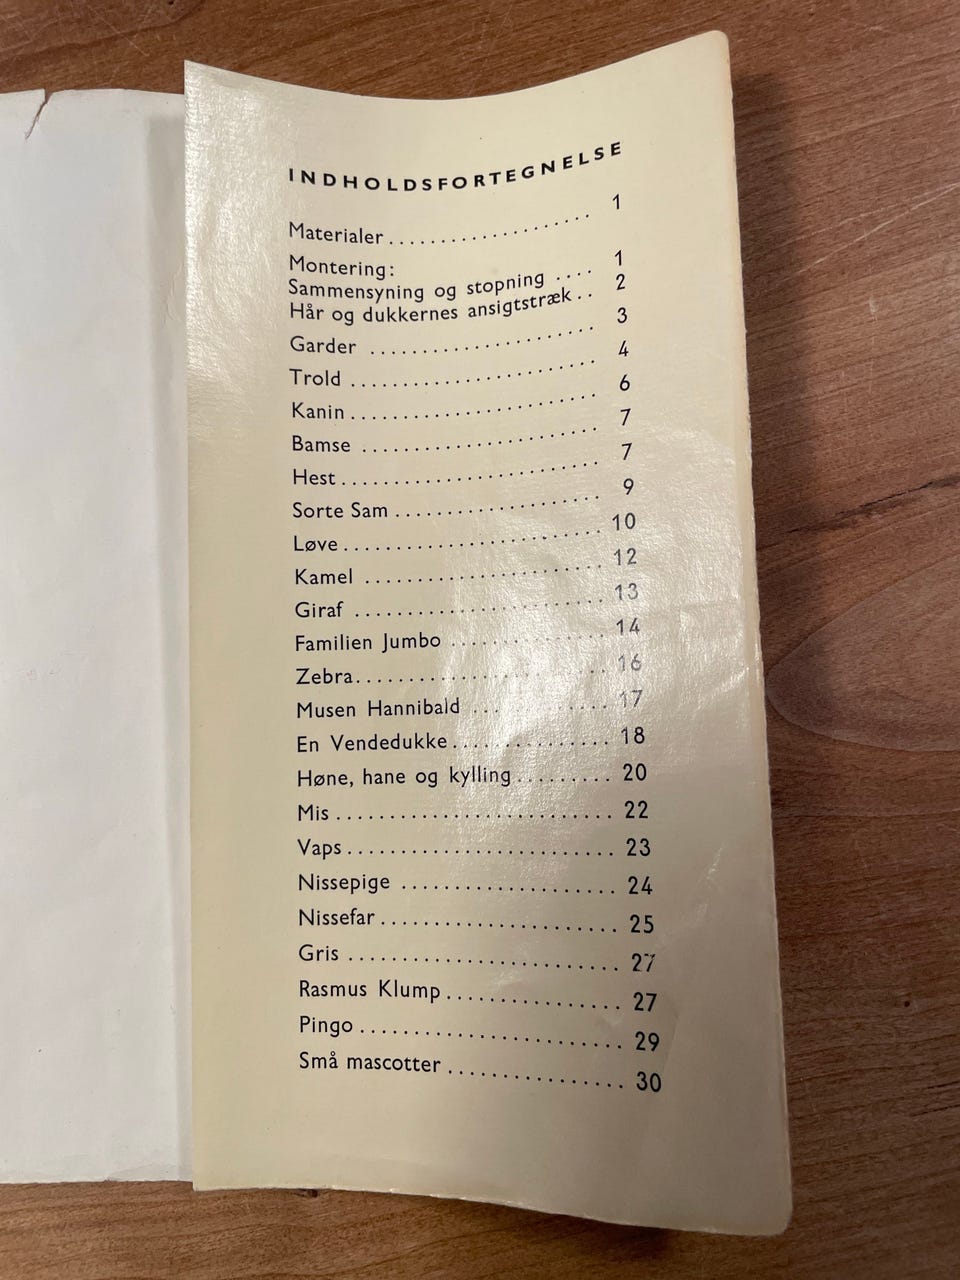 INDHOLDSFORTEGNELSE
Materialer .................. 1
Montering:
Sammensyning og stopning .... 1
Hår og dukkernes ansigtstræk .. 2
Garder .................... 3
Trold ...................... 4
Kanin ...................... 6
Bamse ..................... 7
Hest ....................... 7
Sorte Sam .................. 9
Løve ....................... 10
Kamel ..................... 12
Giraf ...................... 13
Familien Jumbo ............. 14
Zebra ...................... 16
Musen Hannibald ........... 17
En Vendedukke .............. 18
Høne, hane og kylling ......... 20
Mis ........................ 22
Vaps ....................... 23
Nissepige ................... 24
Nissefar .................... 25
Gris ....................... 27
Rasmus Klump ............... 27
Pingo ...................... 29
Små mascotter ............... 30